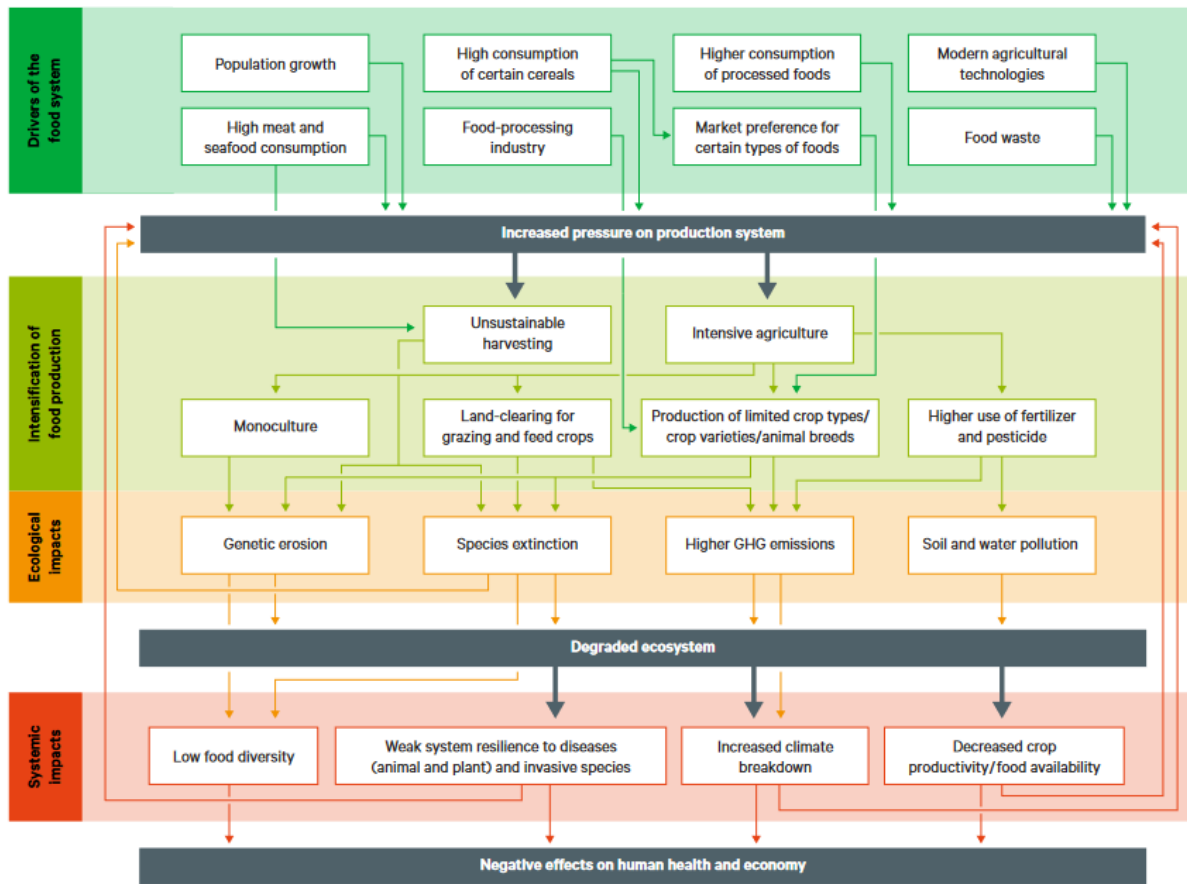 Drivers of the
food system
Population growth
High consumption
of certain cereals
Higher consumption
of processed foods
Modern agricultural
technologies
High meat and
seafood consumption
Food-processing
industry
Market preference for
certain types of foods
Food waste
Increased pressure on production system
Intensification of
food production
Unsustainable
harvesting
Intensive agriculture
Monoculture
Land-clearing for
grazing and feed crops
Production of limited crop types/
crop varieties/animal breeds
Higher use of fertilizer
and pesticide
Ecological
impacts
Genetic erosion
Species extinction
Higher GHG emissions
Soil and water pollution
Degraded ecosystem
Systemic
impacts
Low food diversity
Weak system resilience to diseases
(animal and plant) and invasive species
Increased climate
breakdown
Decreased crop
productivity/food availability
Negative effects on human health and economy